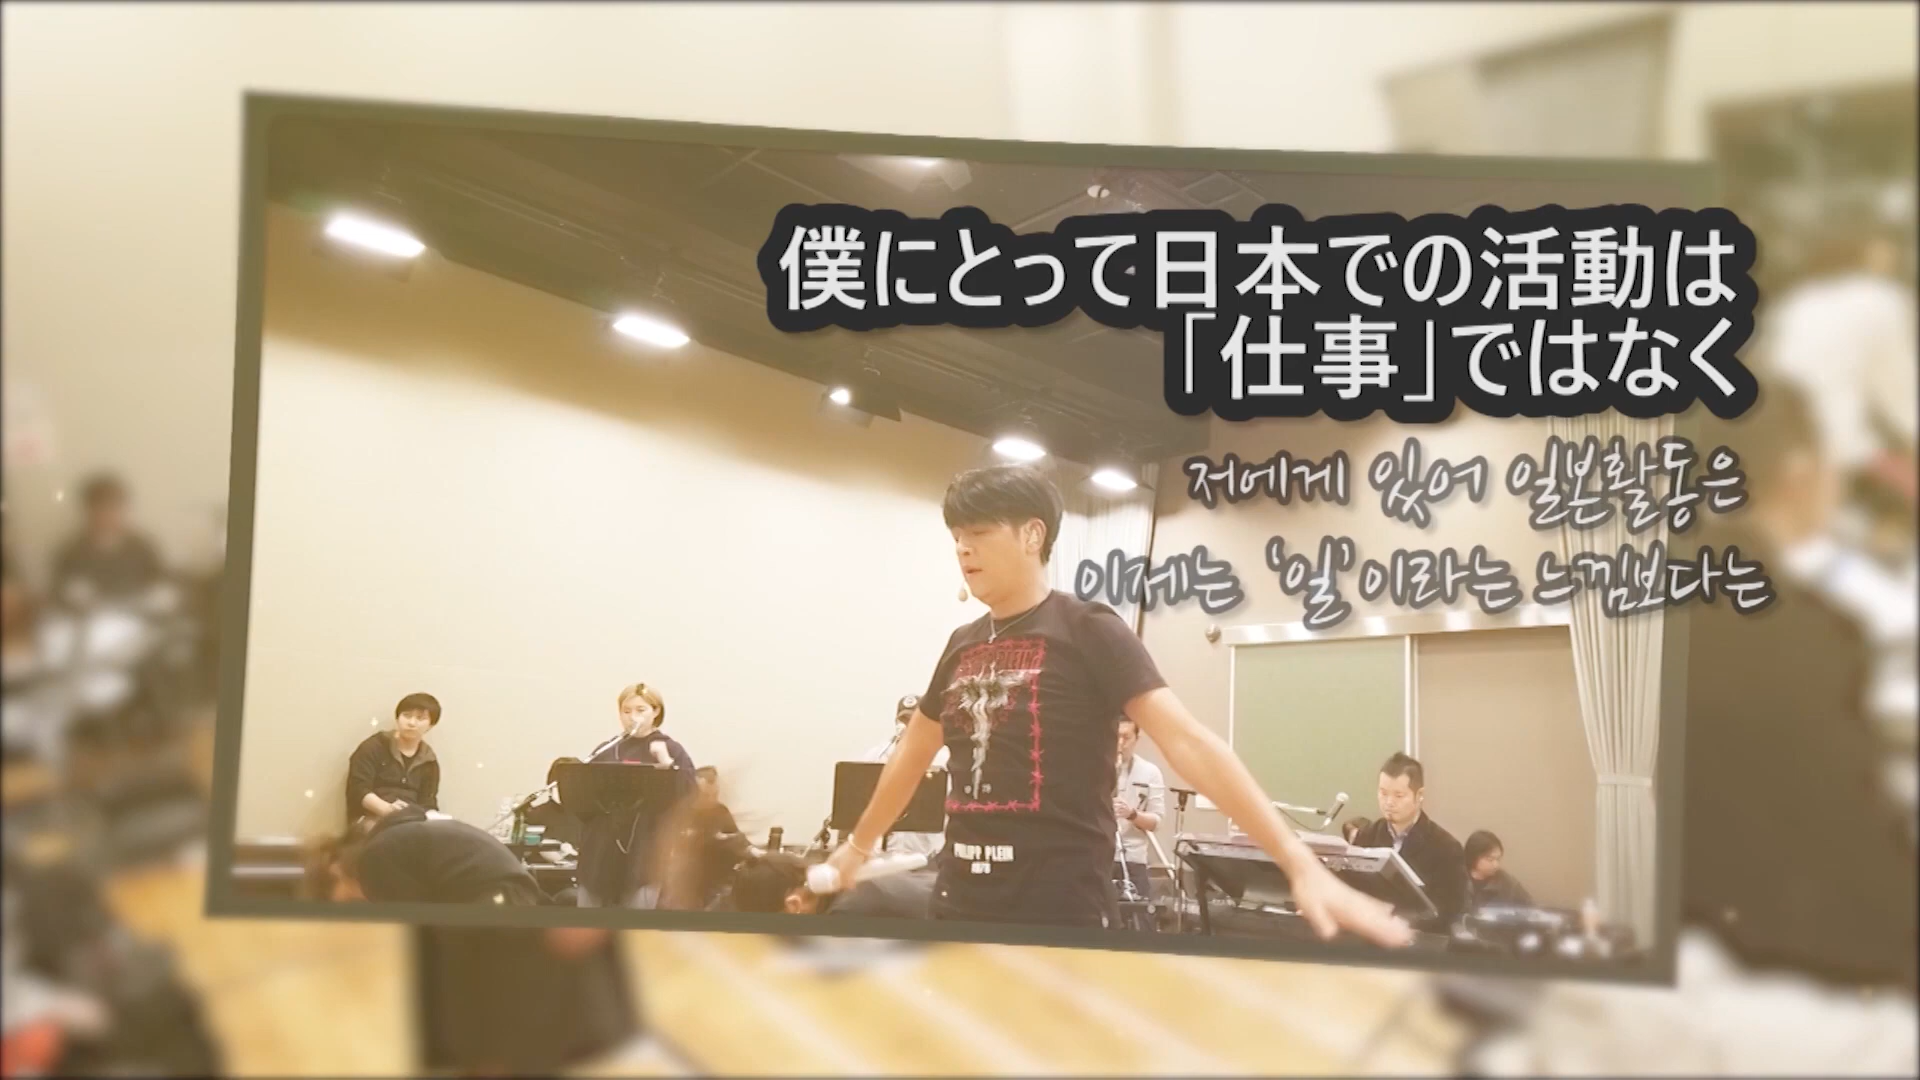 僕にとって日本での活動は
「仕事」ではなく
저에게 있어 일본활동은
이제는 '일'이라는 느낌보다는
PHILIPP PLEIN